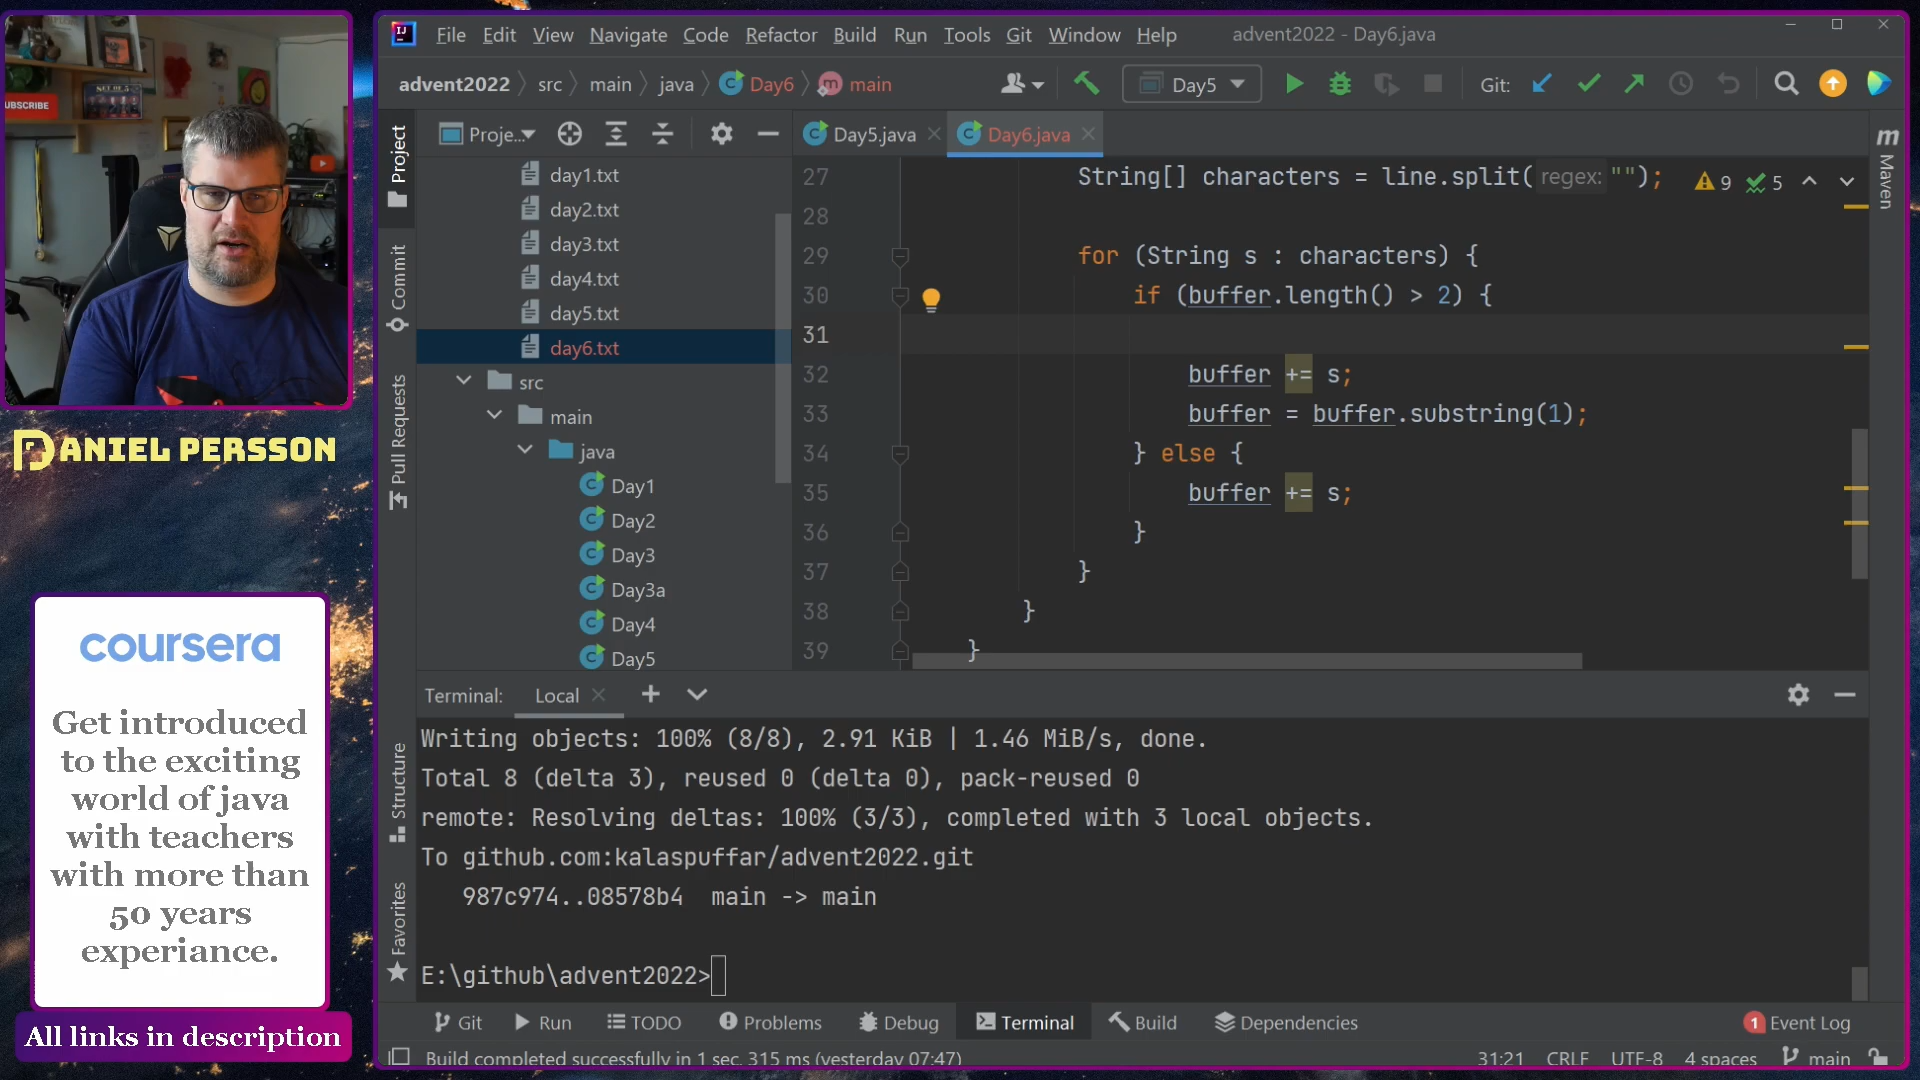 UBSCRIBE
SET OF 5
DANIEL PERSSON
coursera
Get introduced
to the exciting
world of java
with teachers
with more than
50 years
experiance.
All links in description
IJ
File Edit View Navigate Code Refactor Build Run Tools Git Window Help advent2022 - Day6.java
advent2022 src main java Day6 main Day5 Git:
Project
Commit
Pull Requests
Structure
Favorites
Proje...
day1.txt
day2.txt
day3.txt
day4.txt
day5.txt
day6.txt
src
main
java
Day1
Day2
Day3
Day3a
Day4
Day5
Day5.java Day6.java
27 String[] characters = line.split( regex: "");
28
29 for (String s : characters) {
30 if (buffer.length() > 2) {
31
32 buffer += s;
33 buffer = buffer.substring(1);
34 } else {
35 buffer += s;
36 }
37 }
38 }
39 }
9 5
m Maven
Terminal: Local
Writing objects: 100% (8/8), 2.91 KiB | 1.46 MiB/s, done.
Total 8 (delta 3), reused 0 (delta 0), pack-reused 0
remote: Resolving deltas: 100% (3/3), completed with 3 local objects.
To github.com:kalaspuffar/advent2022.git
987c974..08578b4 main -> main
E:\github\advent2022>
Git Run TODO Problems Debug Terminal Build Dependencies 1 Event Log
Build completed successfully in 1 sec, 315 ms (yesterday 07:47) 31:21 CRLF UTF-8 4 spaces main